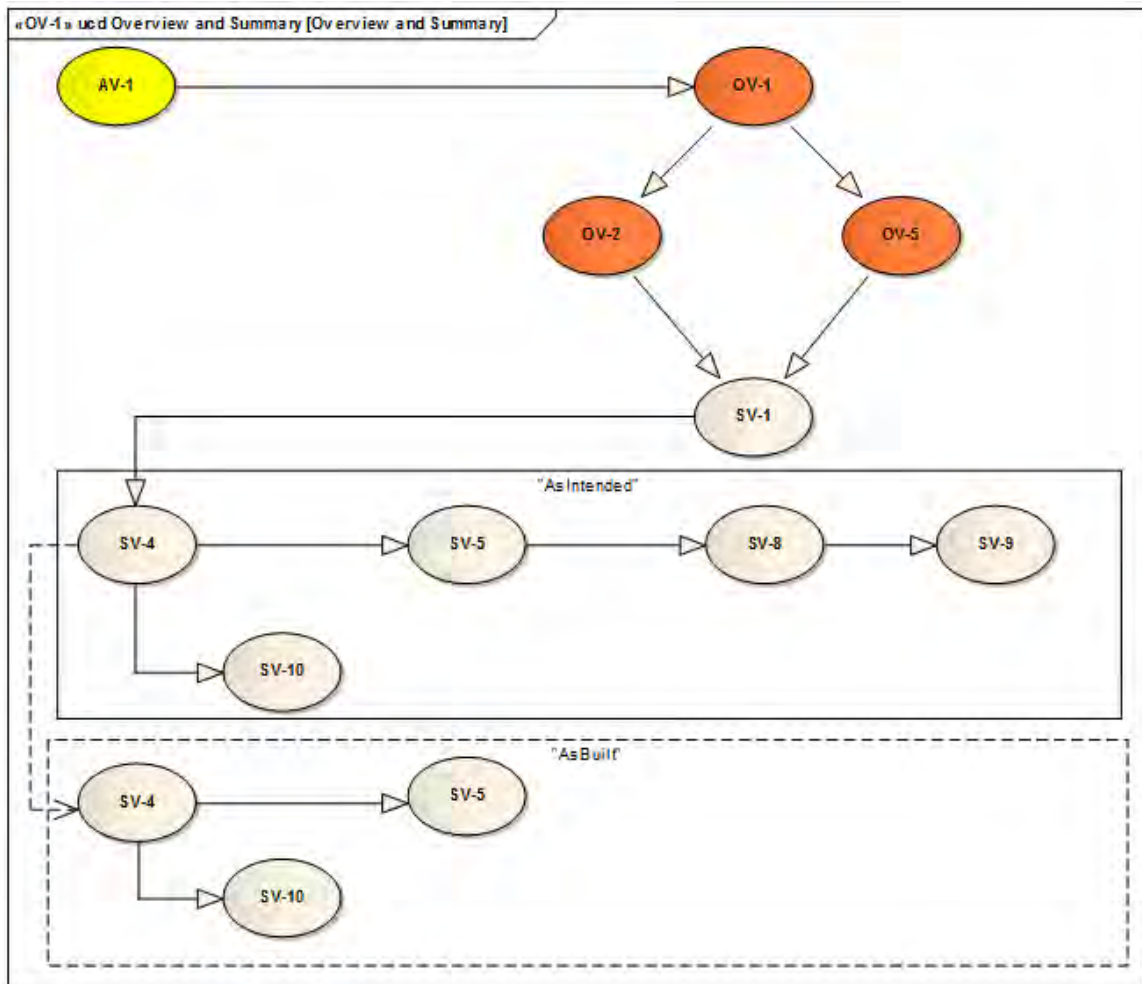 «OV-1» ucd Overview and Summary [Overview and Summary]
AV-1
OV-1
OV-2
OV-5
SV-1
"AsIntended"
SV-4
SV-5
SV-8
SV-9
SV-10
"AsBuilt"
SV-4
SV-5
SV-10